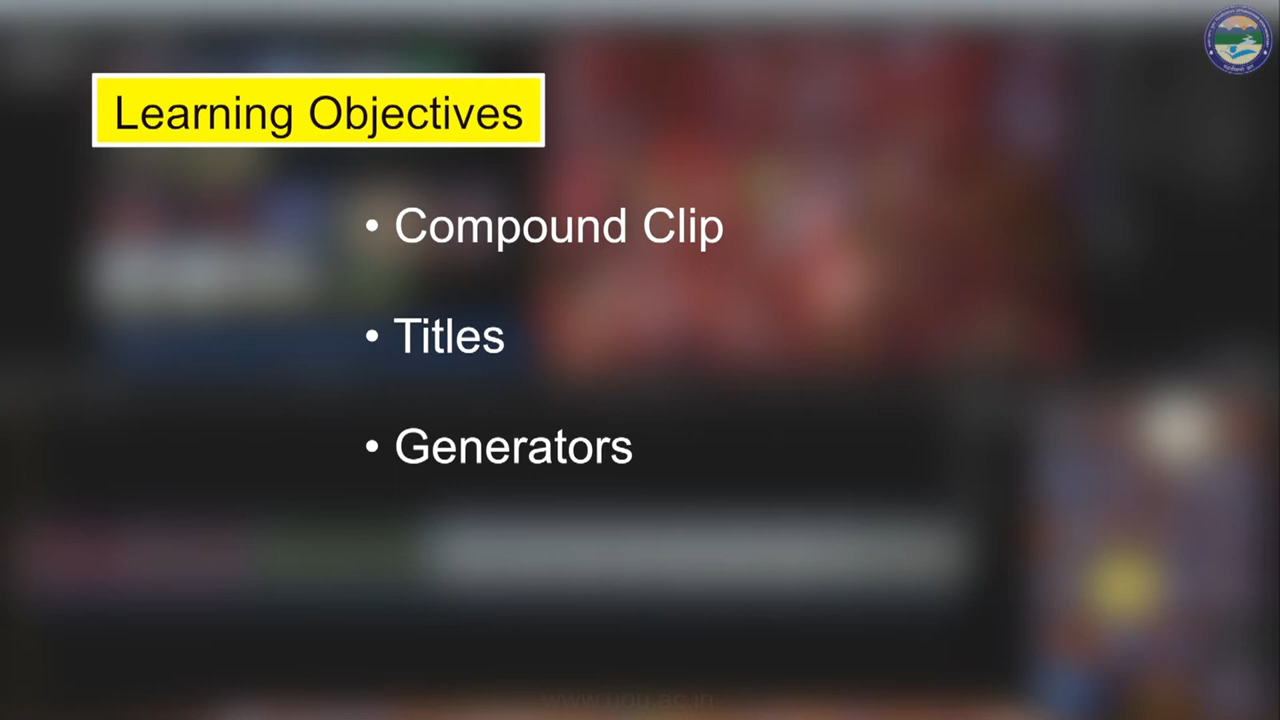 Learning Objectives
• Compound Clip
• Titles
• Generators